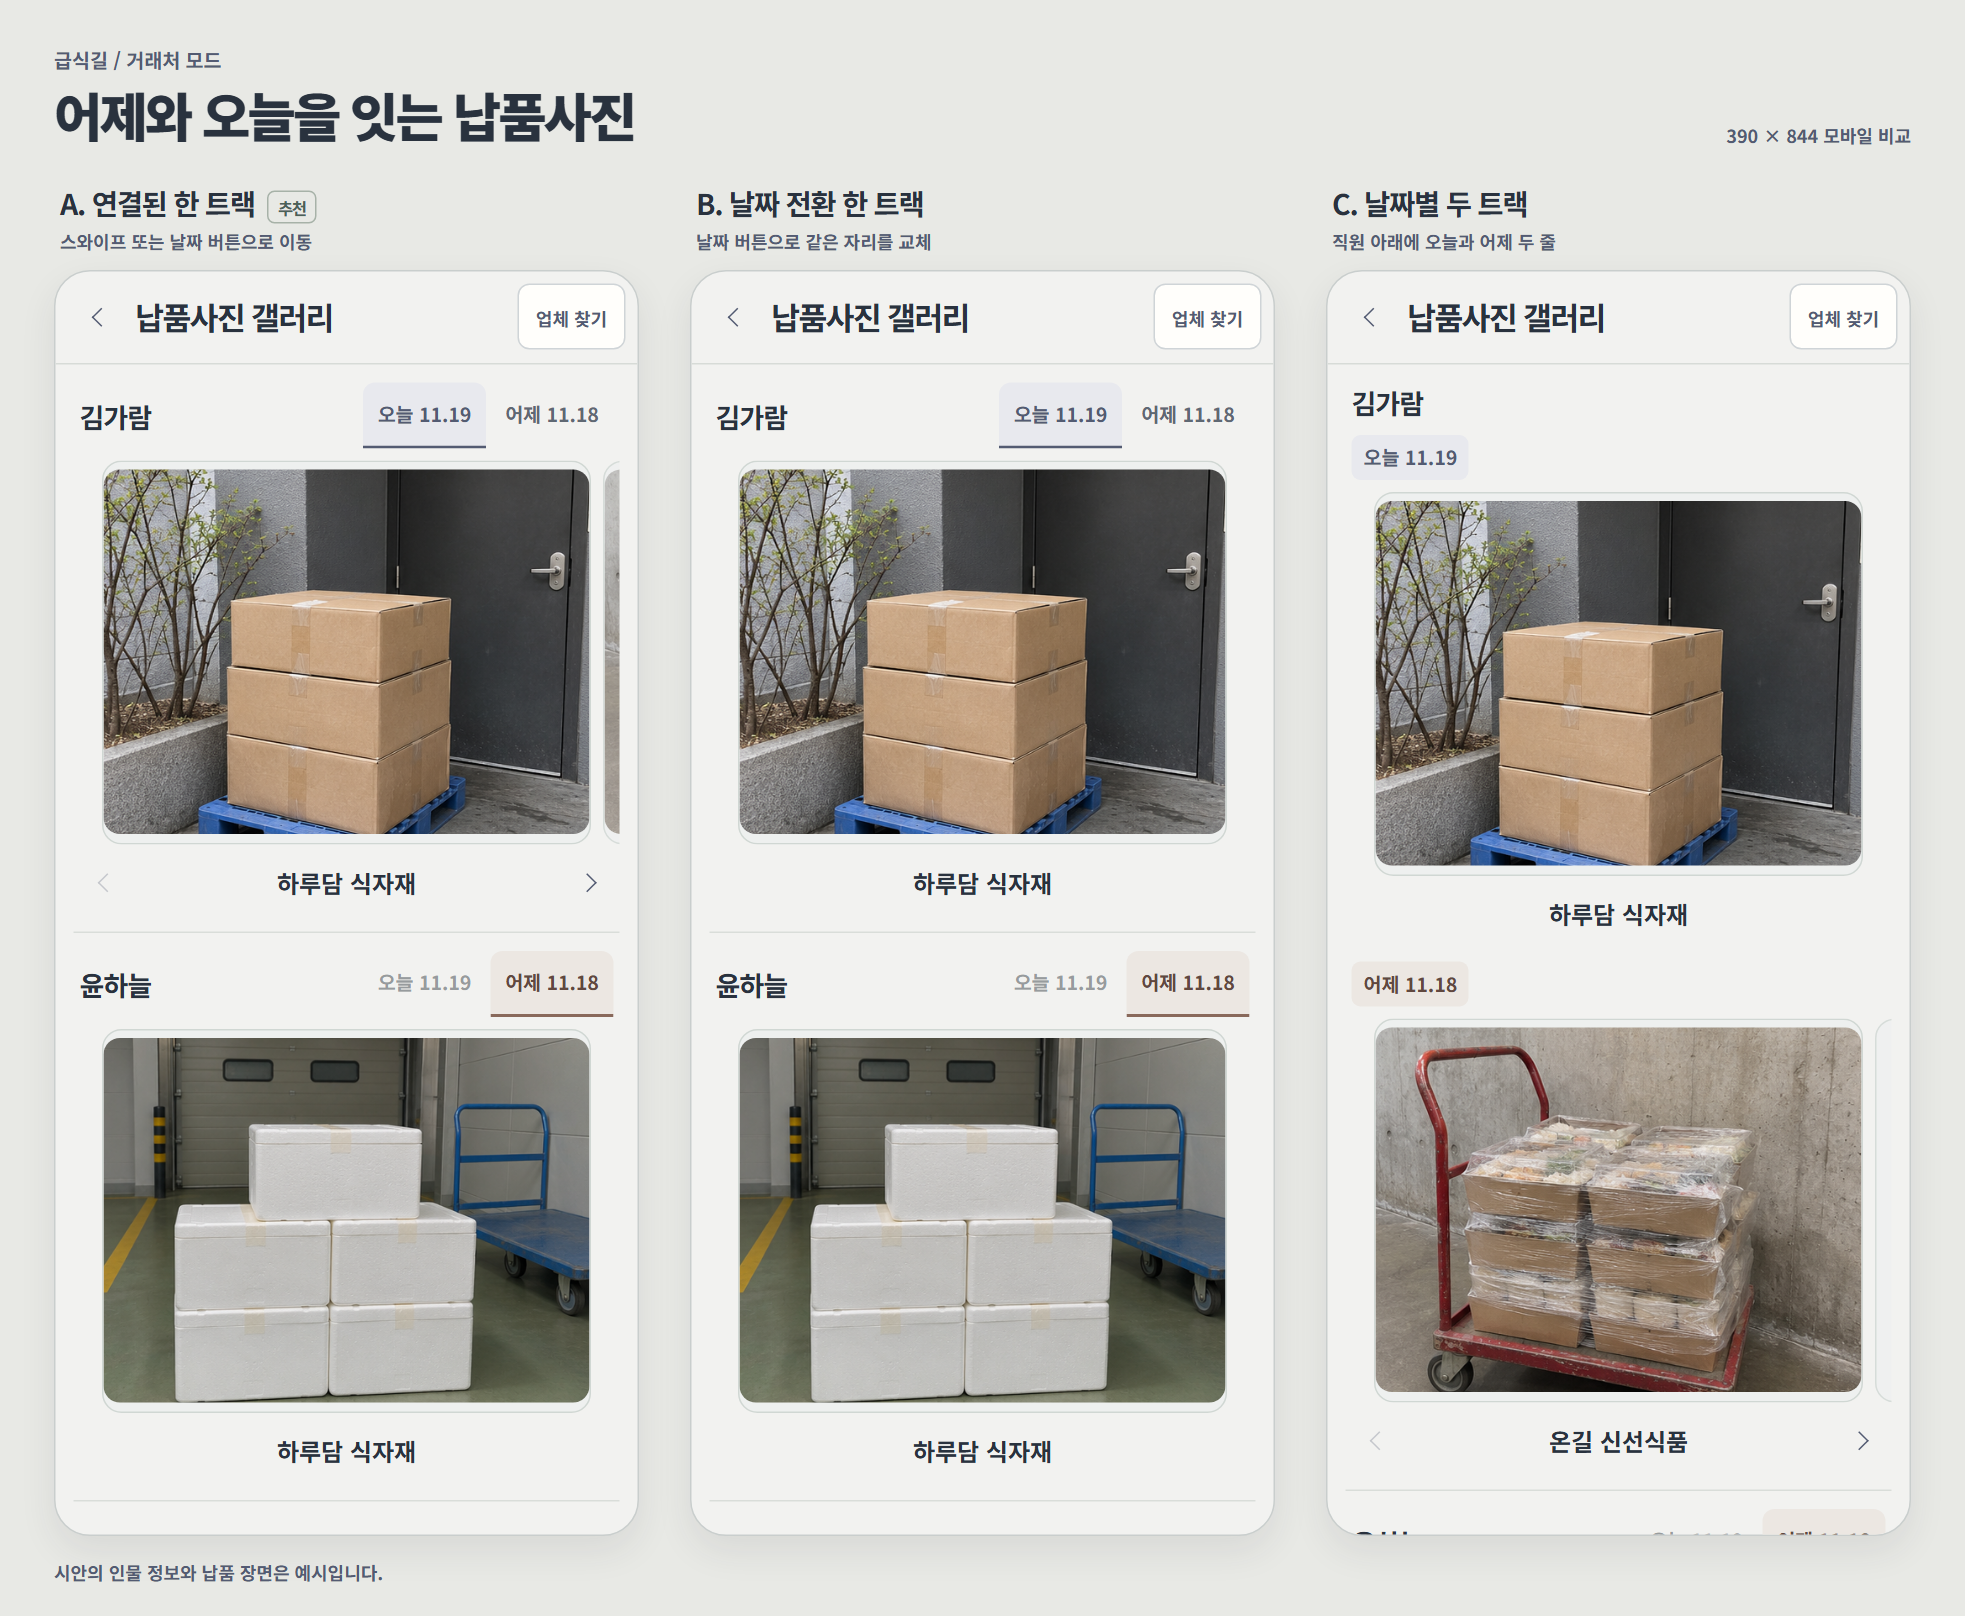 급식길 / 거래처 모드
어제와 오늘을 잇는 납품사진
390 × 844 모바일 비교
A. 연결된 한 트랙 추천
스와이프 또는 날짜 버튼으로 이동
납품사진 갤러리 업체 찾기
김가람 오늘 11.19 어제 11.18
하루담 식자재
윤하늘 오늘 11.19 어제 11.18
하루담 식자재
B. 날짜 전환 한 트랙
날짜 버튼으로 같은 자리를 교체
납품사진 갤러리 업체 찾기
김가람 오늘 11.19 어제 11.18
하루담 식자재
윤하늘 오늘 11.19 어제 11.18
하루담 식자재
C. 날짜별 두 트랙
직원 아래에 오늘과 어제 두 줄
납품사진 갤러리 업체 찾기
김가람
오늘 11.19
하루담 식자재
어제 11.18
온길 신선식품
시안의 인물 정보와 납품 장면은 예시입니다.